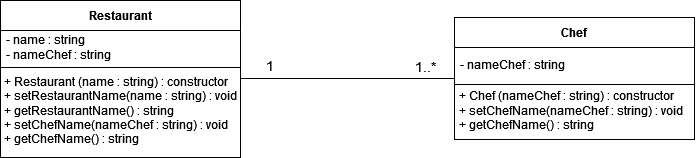 Restaurant
- name : string
- nameChef : string
+ Restaurant (name : string) : constructor
+ setRestaurantName(name : string) : void
+ getRestaurantName() : string
+ setChefName(nameChef : string) : void
+ getChefName() : string
1
1..*
Chef
- nameChef : string
+ Chef (nameChef : string) : constructor
+ setChefName(nameChef : string) : void
+ getChefName() : string